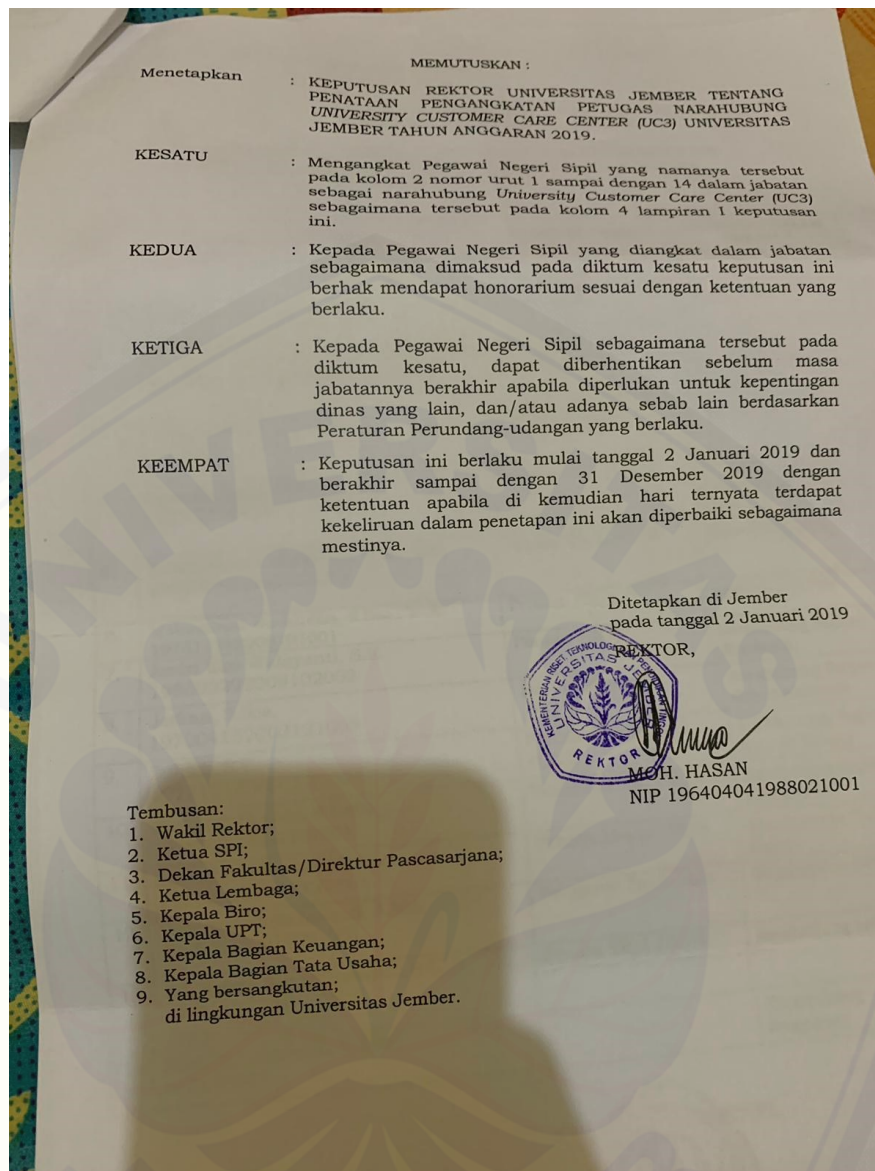 MEMUTUSKAN :
Menetapkan : KEPUTUSAN REKTOR UNIVERSITAS JEMBER TENTANG
PENATAAN PENGANGKATAN PETUGAS NARAHUBUNG
UNIVERSITY CUSTOMER CARE CENTER (UC3) UNIVERSITAS
JEMBER TAHUN ANGGARAN 2019.
KESATU : Mengangkat Pegawai Negeri Sipil yang namanya tersebut
pada kolom 2 nomor urut 1 sampai dengan 14 dalam jabatan
sebagai narahubung University Customer Care Center (UC3)
sebagaimana tersebut pada kolom 4 lampiran 1 keputusan
ini.
KEDUA : Kepada Pegawai Negeri Sipil yang diangkat dalam jabatan
sebagaimana dimaksud pada diktum kesatu keputusan ini
berhak mendapat honorarium sesuai dengan ketentuan yang
berlaku.
KETIGA : Kepada Pegawai Negeri Sipil sebagaimana tersebut pada
diktum kesatu, dapat diberhentikan sebelum masa
jabatannya berakhir apabila diperlukan untuk kepentingan
dinas yang lain, dan/atau adanya sebab lain berdasarkan
Peraturan Perundang-udangan yang berlaku.
KEEMPAT : Keputusan ini berlaku mulai tanggal 2 Januari 2019 dan
berakhir sampai dengan 31 Desember 2019 dengan
ketentuan apabila di kemudian hari ternyata terdapat
kekeliruan dalam penetapan ini akan diperbaiki sebagaimana
mestinya.
Ditetapkan di Jember
pada tanggal 2 Januari 2019
REKTOR,
KEMENTERIAN RISET TEKNOLOGI PENDIDIKAN
UNIVERSITAS JEMBER
REKTOR
MOH. HASAN
NIP 196404041988021001
Tembusan:
1. Wakil Rektor;
2. Ketua SPI;
3. Dekan Fakultas/Direktur Pascasarjana;
4. Ketua Lembaga;
5. Kepala Biro;
6. Kepala UPT;
7. Kepala Bagian Keuangan;
8. Kepala Bagian Tata Usaha;
9. Yang bersangkutan;
di lingkungan Universitas Jember.
UNIVERSITAS